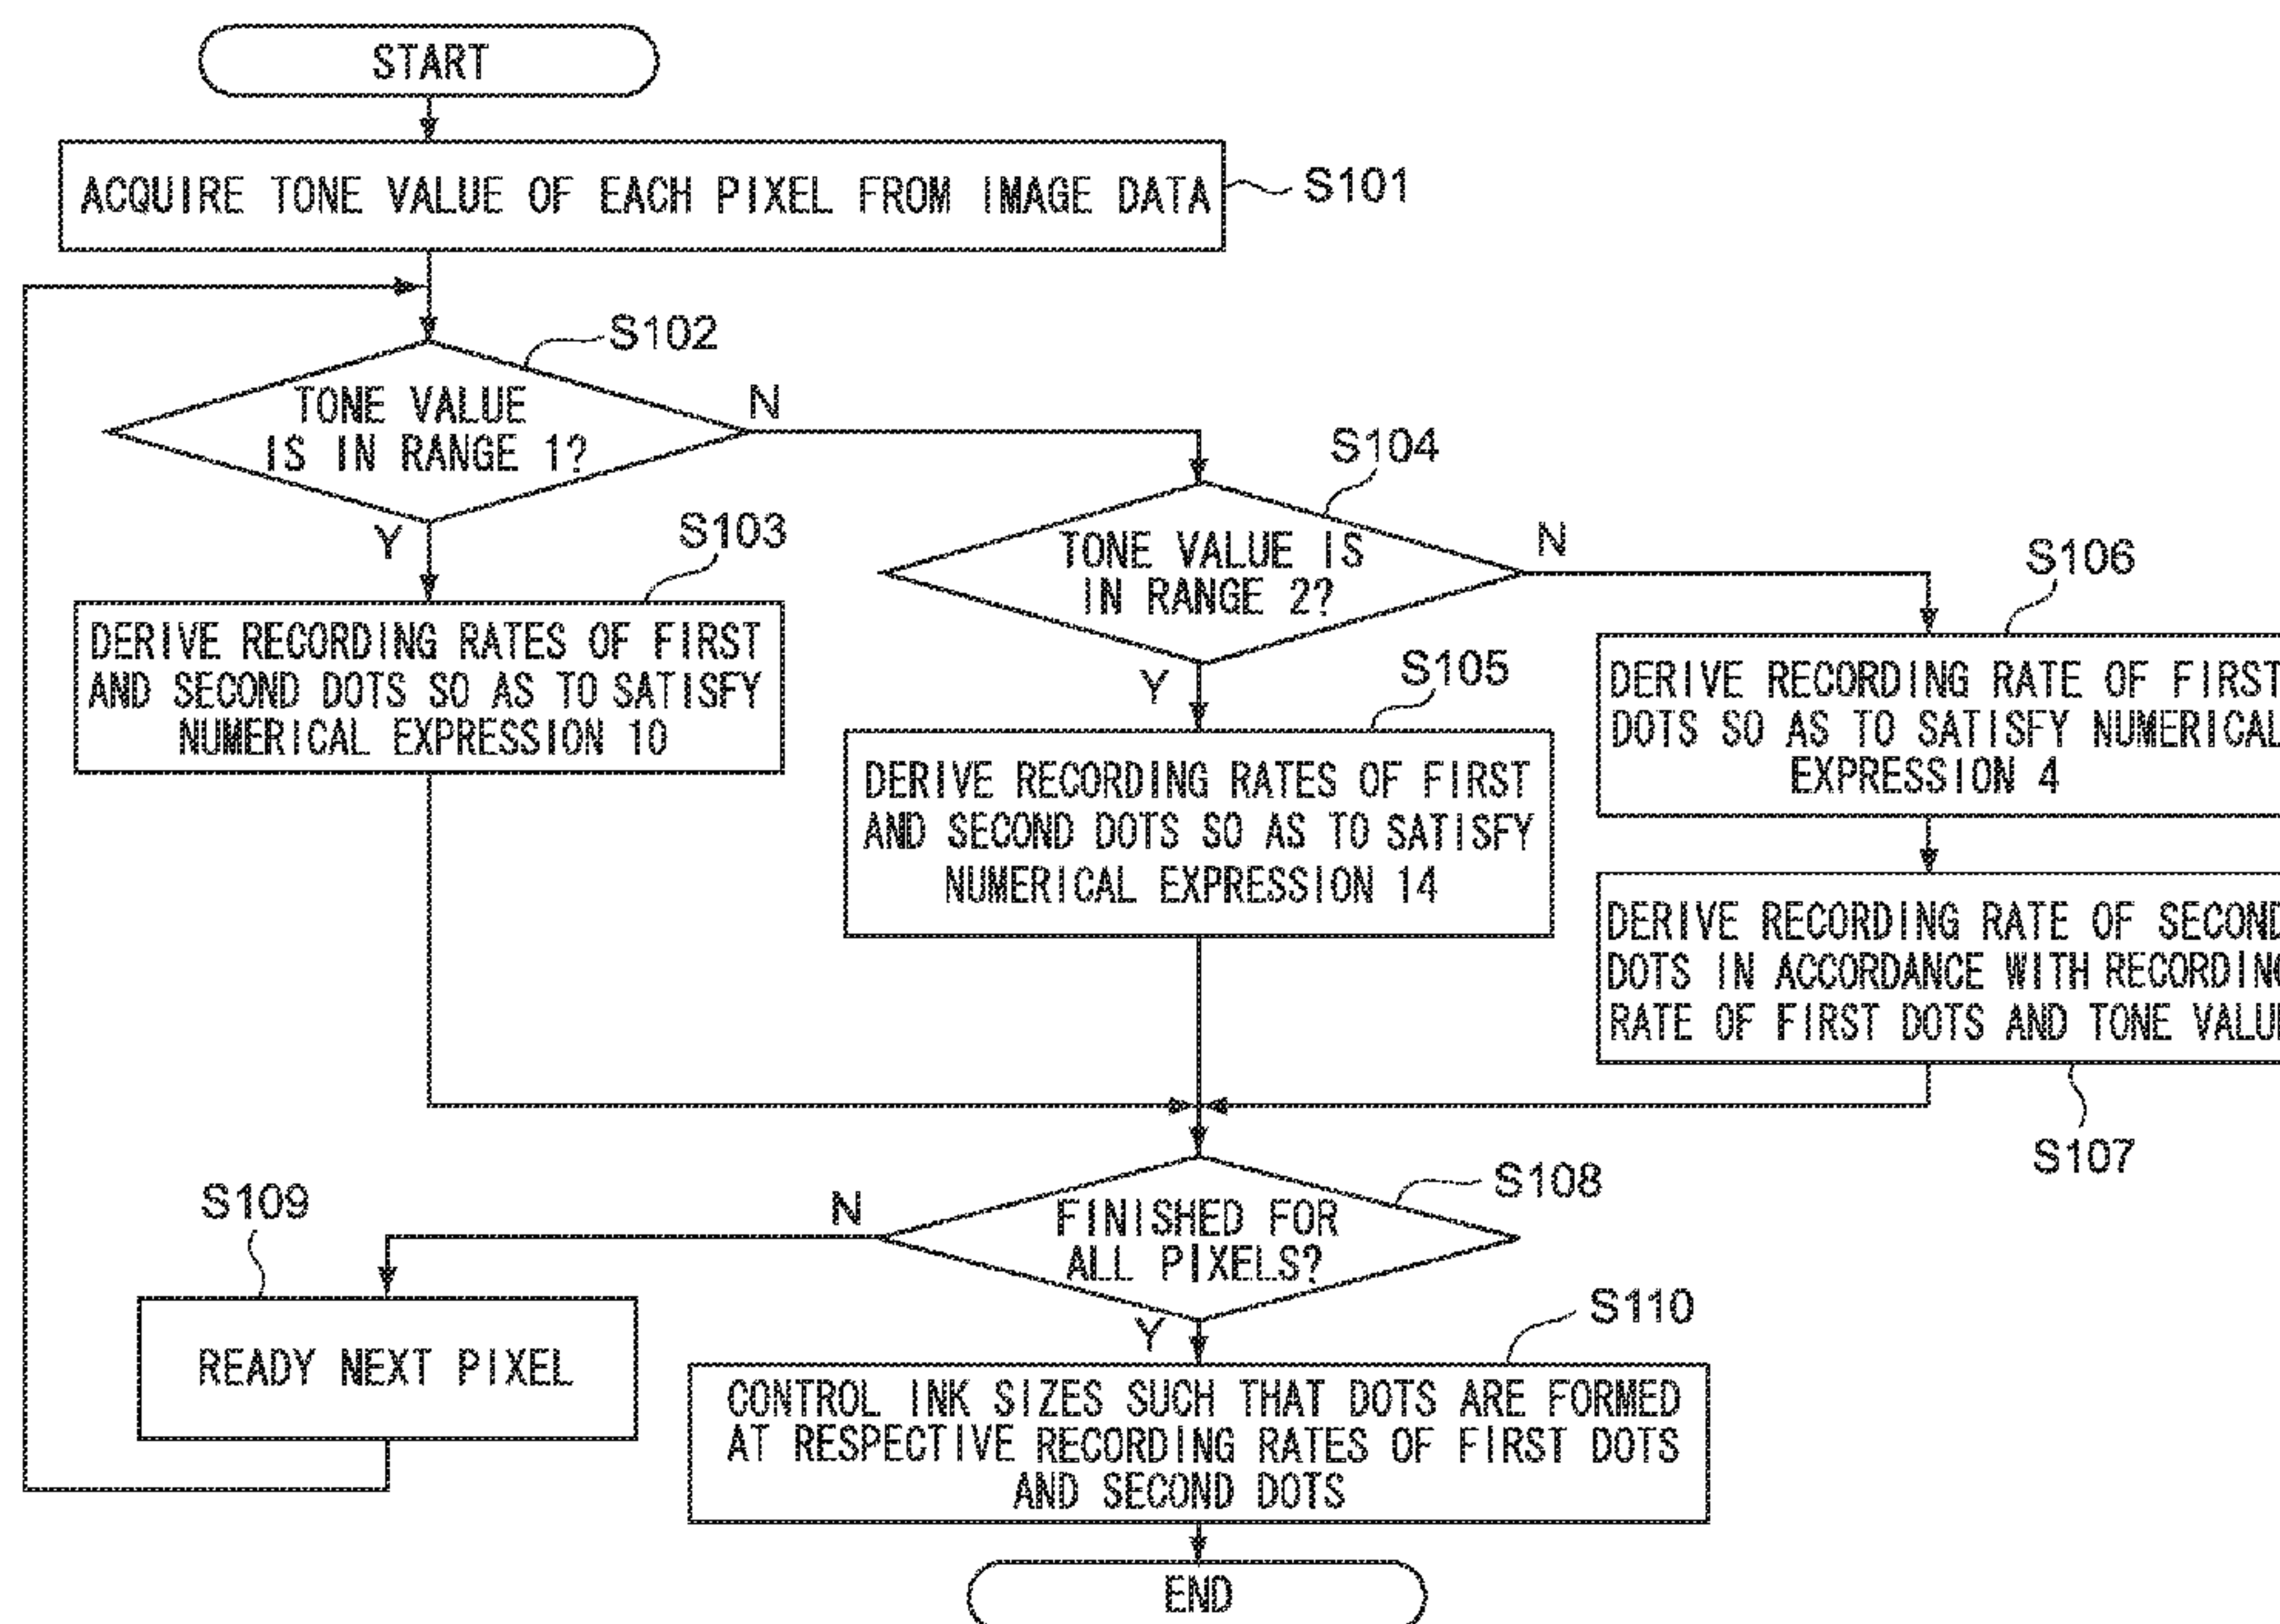 START
ACQUIRE TONE VALUE OF EACH PIXEL FROM IMAGE DATA
S101
S102
TONE VALUE
IS IN RANGE 1?
N
Y
S103
DERIVE RECORDING RATES OF FIRST
AND SECOND DOTS SO AS TO SATISFY
NUMERICAL EXPRESSION 10
S104
TONE VALUE IS
IN RANGE 2?
N
Y
S105
DERIVE RECORDING RATES OF FIRST
AND SECOND DOTS SO AS TO SATISFY
NUMERICAL EXPRESSION 14
S106
DERIVE RECORDING RATE OF FIRST
DOTS SO AS TO SATISFY NUMERICAL
EXPRESSION 4
DERIVE RECORDING RATE OF SECOND
DOTS IN ACCORDANCE WITH RECORDING
RATE OF FIRST DOTS AND TONE VALUE
S107
S108
FINISHED FOR
ALL PIXELS?
N
Y
S109
READY NEXT PIXEL
S110
CONTROL INK SIZES SUCH THAT DOTS ARE FORMED
AT RESPECTIVE RECORDING RATES OF FIRST DOTS
AND SECOND DOTS
END